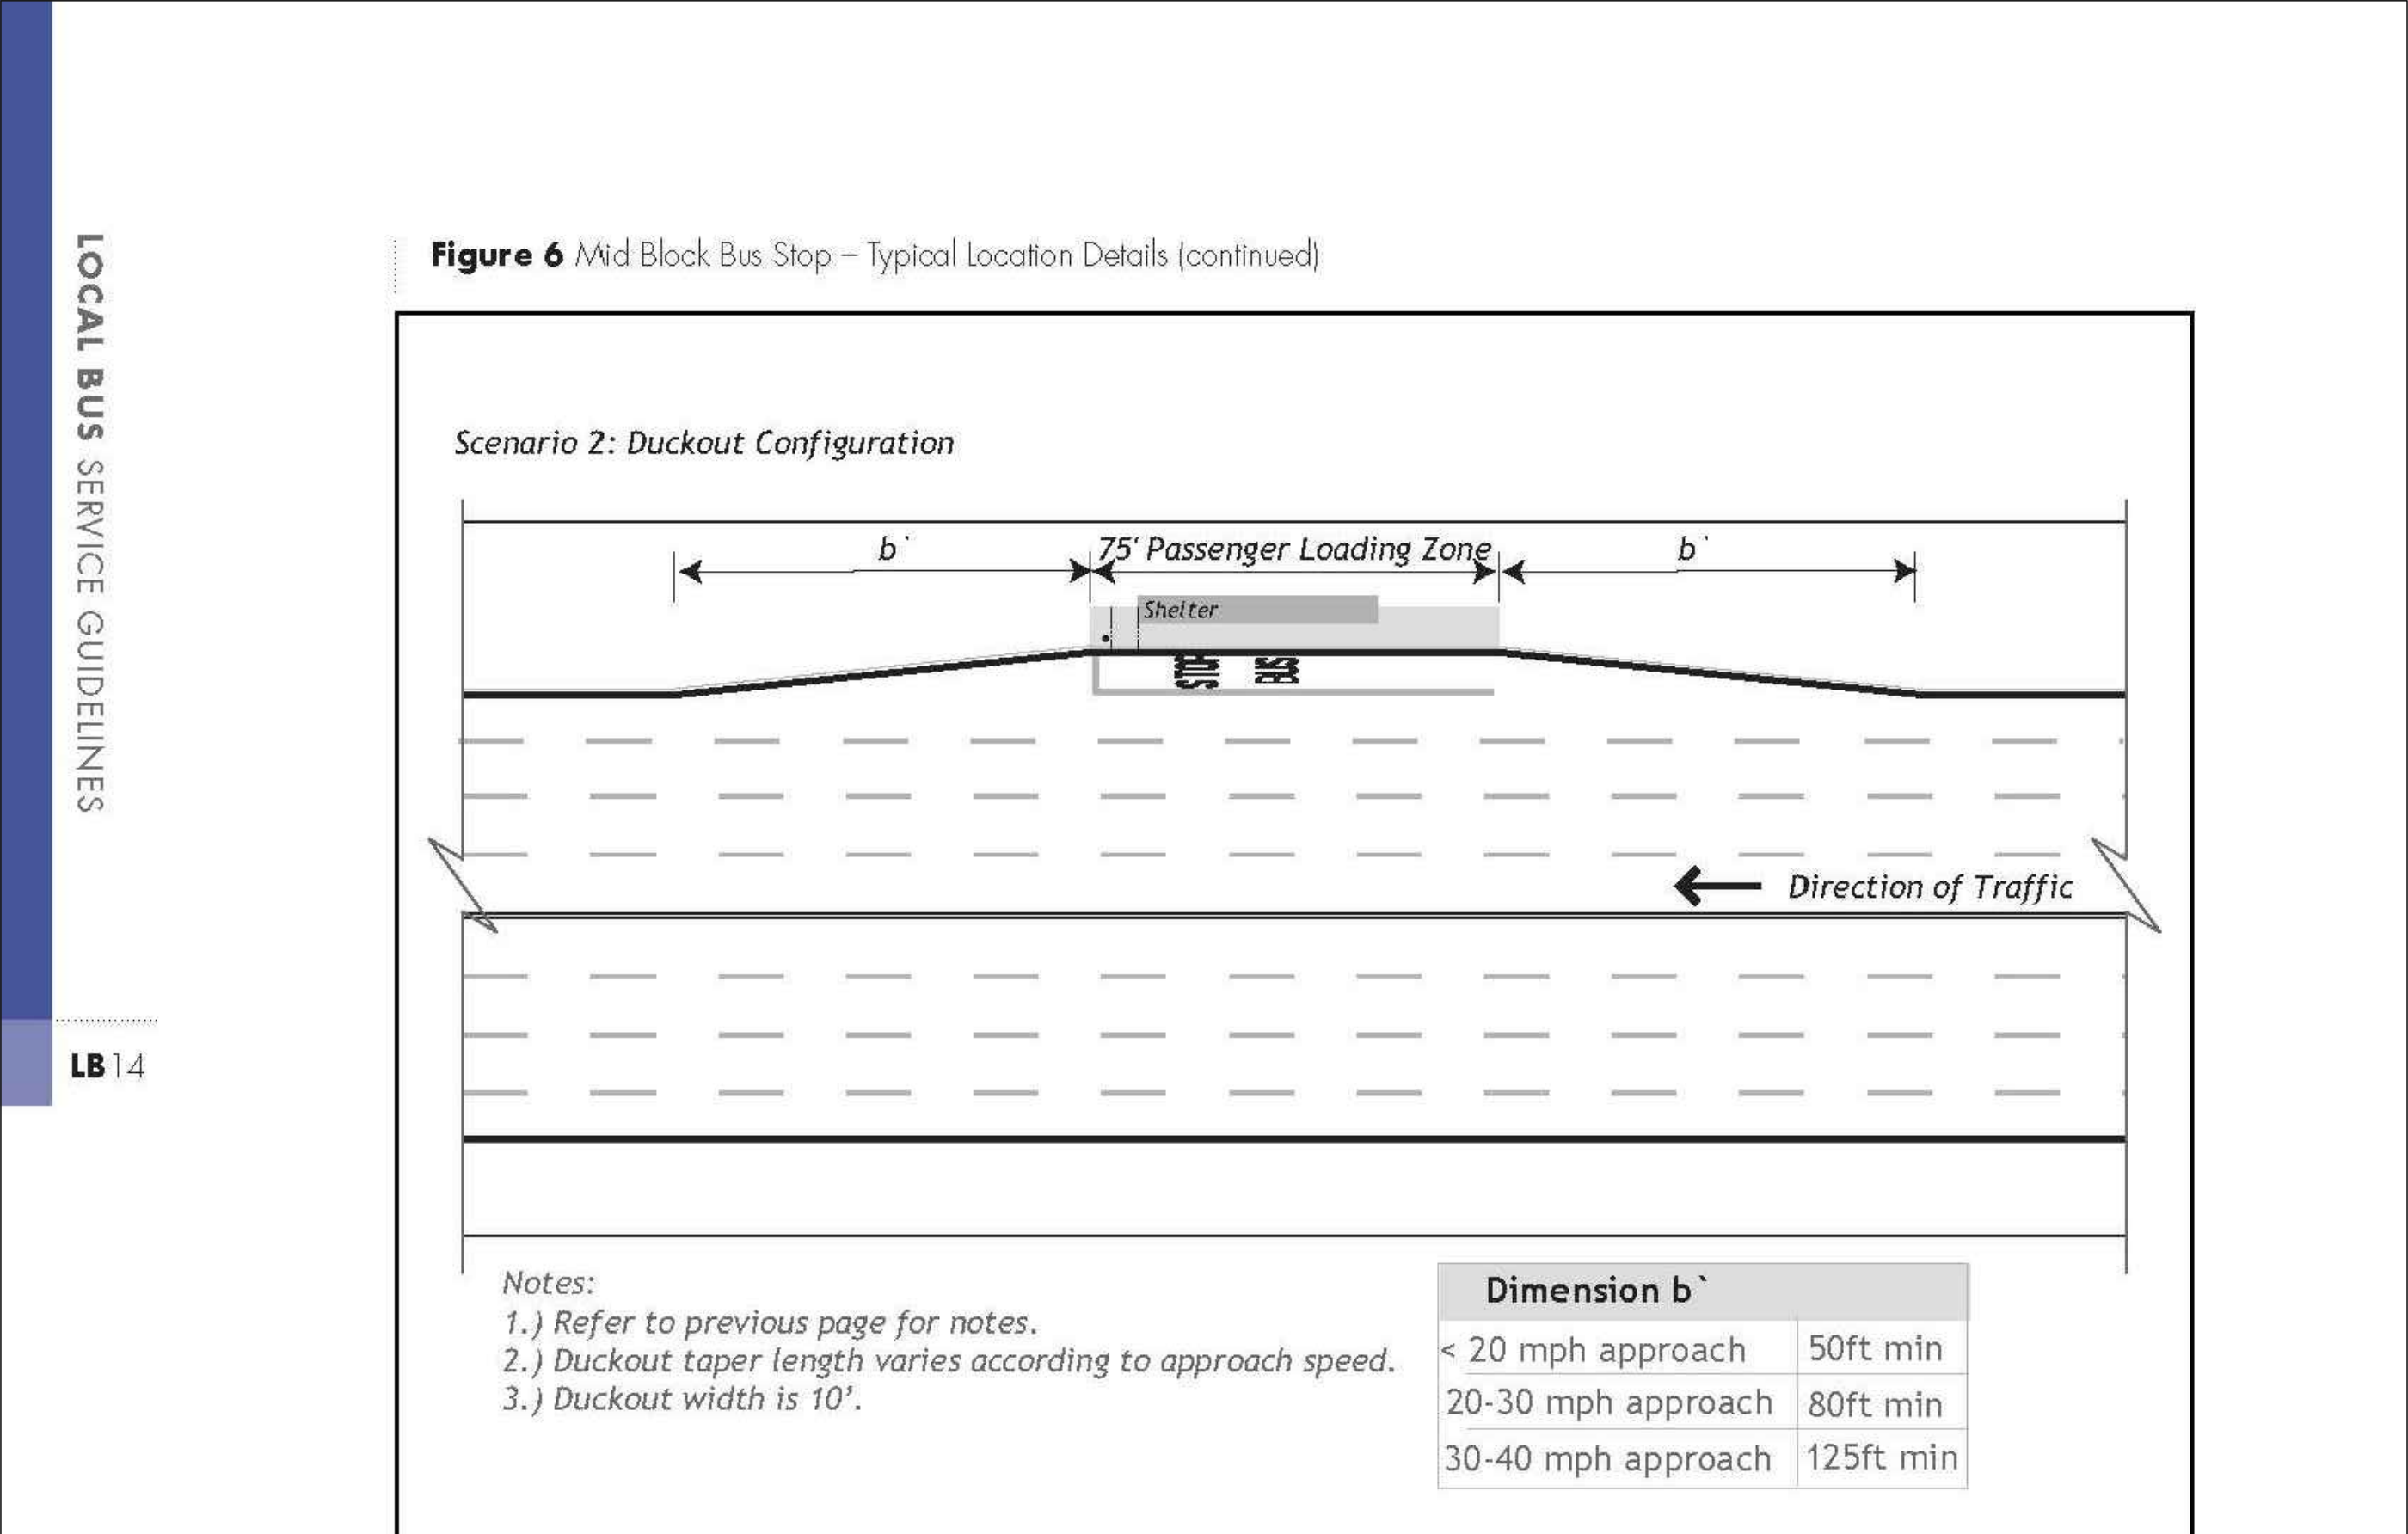 LOCAL BUS SERVICE GUIDELINES
LB14
Figure 6 Mid Block Bus Stop – Typical Location Details (continued)
Scenario 2: Duckout Configuration
b`
75' Passenger Loading Zone
b`
Shelter
STOP
BUS
Direction of Traffic
Notes:
1.) Refer to previous page for notes.
2.) Duckout taper length varies according to approach speed.
3.) Duckout width is 10’.
Dimension b`
< 20 mph approach 50ft min
20-30 mph approach 80ft min
30-40 mph approach 125ft min